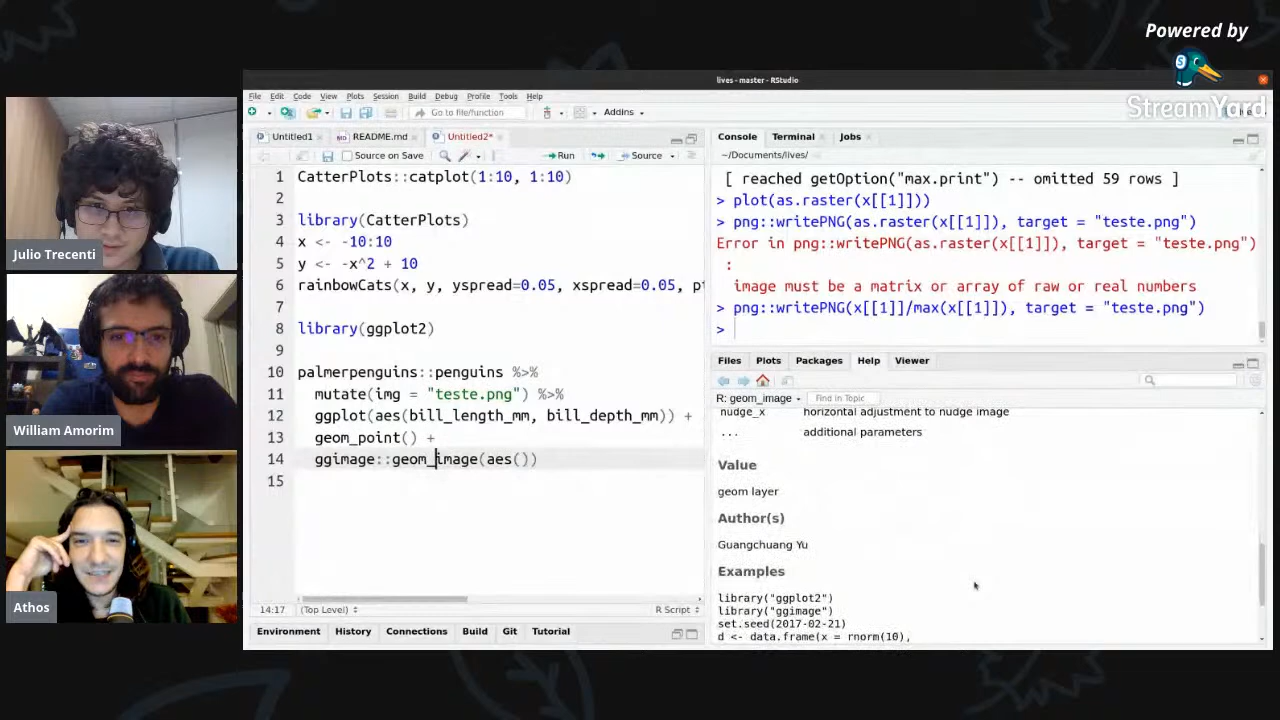 Powered by
StreamYard
Julio Trecenti
William Amorim
Athos
lives - master - RStudio
File Edit Code View Plots Session Build Debug Profile Tools Help
Go to file/function
Addins
Untitled1
README.md
Untitled2*
Source on Save
Run
Source
1 CatterPlots::catplot(1:10, 1:10)
2
3 library(CatterPlots)
4 x <- -10:10
5 y <- -x^2 + 10
6 rainbowCats(x, y, yspread=0.05, xspread=0.05, pt
7
8 library(ggplot2)
9
10 palmerpenguins::penguins %>%
11 mutate(img = "teste.png") %>%
12 ggplot(aes(bill_length_mm, bill_depth_mm)) +
13 geom_point() +
14 ggimage::geom_image(aes())
15
14:17 (Top Level) R Script
Environment History Connections Build Git Tutorial
Console Terminal Jobs
~/Documents/lives/
[ reached getOption("max.print") -- omitted 59 rows ]
> plot(as.raster(x[[1]]))
> png::writePNG(as.raster(x[[1]]), target = "teste.png")
Error in png::writePNG(as.raster(x[[1]]), target = "teste.png")
:
image must be a matrix or array of raw or real numbers
> png::writePNG(x[[1]]/max(x[[1]]), target = "teste.png")
>
Files Plots Packages Help Viewer
R: geom_image Find in Topic
nudge_x horizontal adjustment to nudge image
... additional parameters
Value
geom layer
Author(s)
Guangchuang Yu
Examples
library("ggplot2")
library("ggimage")
set.seed(2017-02-21)
d <- data.frame(x = rnorm(10),